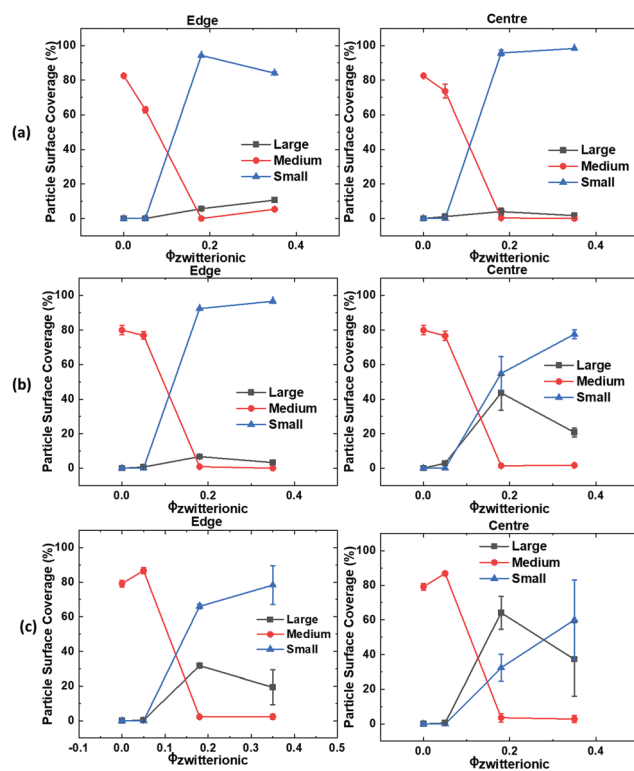 Edge
Centre
(a)
Particle Surface Coverage (%)
100
80
60
40
20
0
Large
Medium
Small
0.0 0.2 0.4
Φzwitterionic
Particle Surface Coverage (%)
100
80
60
40
20
0
Large
Medium
Small
0.0 0.2 0.4
Φzwitterionic
Edge
Centre
(b)
Particle Surface Coverage (%)
100
80
60
40
20
0
Large
Medium
Small
0.0 0.2 0.4
Φzwitterionic
Particle Surface Coverage (%)
100
80
60
40
20
0
Large
Medium
Small
0.0 0.2 0.4
Φzwitterionic
Edge
Centre
(c)
Particle Surface Coverage (%)
100
80
60
40
20
0
Large
Medium
Small
-0.1 0.0 0.1 0.2 0.3 0.4 0.5
Φzwitterionic
Particle Surface Coverage (%)
100
80
60
40
20
0
Large
Medium
Small
0.0 0.2 0.4
Φzwitterionic